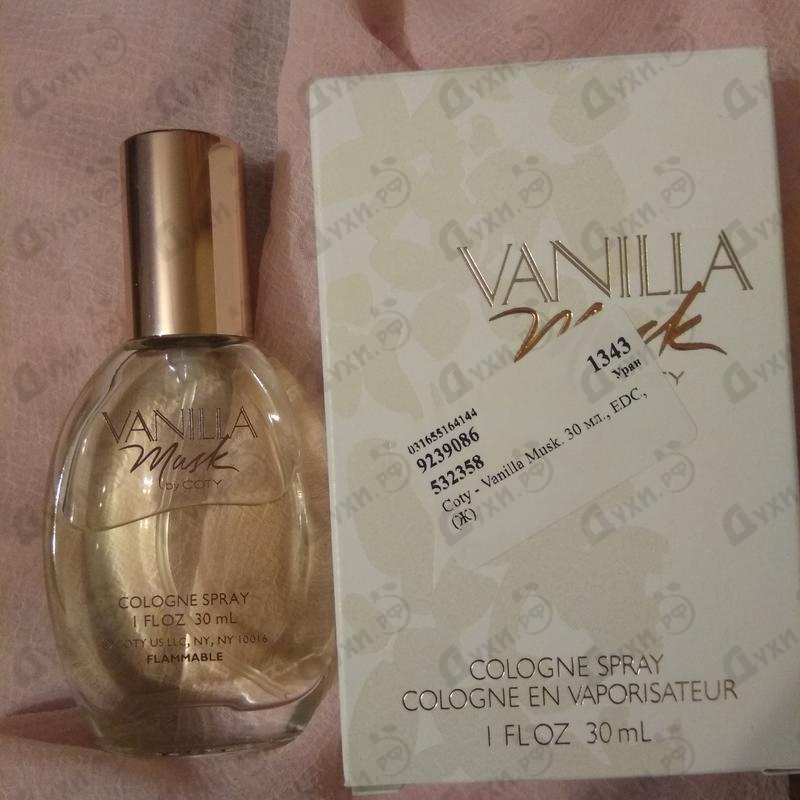 VANILLA
Musk
by COTY
COLOGNE SPRAY
1 FL OZ 30 mL
© COTY US LLC, NY, NY 10016
FLAMMABLE
VANILLA
1343
Уран
031655164144
9239086
532358
Coty - Vanilla Musk. 30 мл., EDC,
(Ж)
COLOGNE SPRAY
COLOGNE EN VAPORISATEUR
1 FL OZ 30 mL
Духи.рф